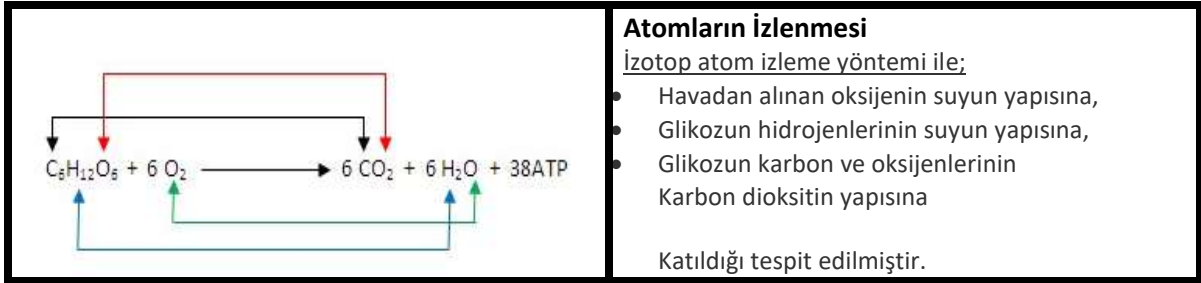 C₆H₁₂O₆ + 6 O₂ ⟶ 6 CO₂ + 6 H₂O + 38ATP
Atomların İzlenmesi
İzotop atom izleme yöntemi ile;
• Havadan alınan oksijenin suyun yapısına,
• Glikozun hidrojenlerinin suyun yapısına,
• Glikozun karbon ve oksijenlerinin
Karbon dioksitin yapısına
Katıldığı tespit edilmiştir.